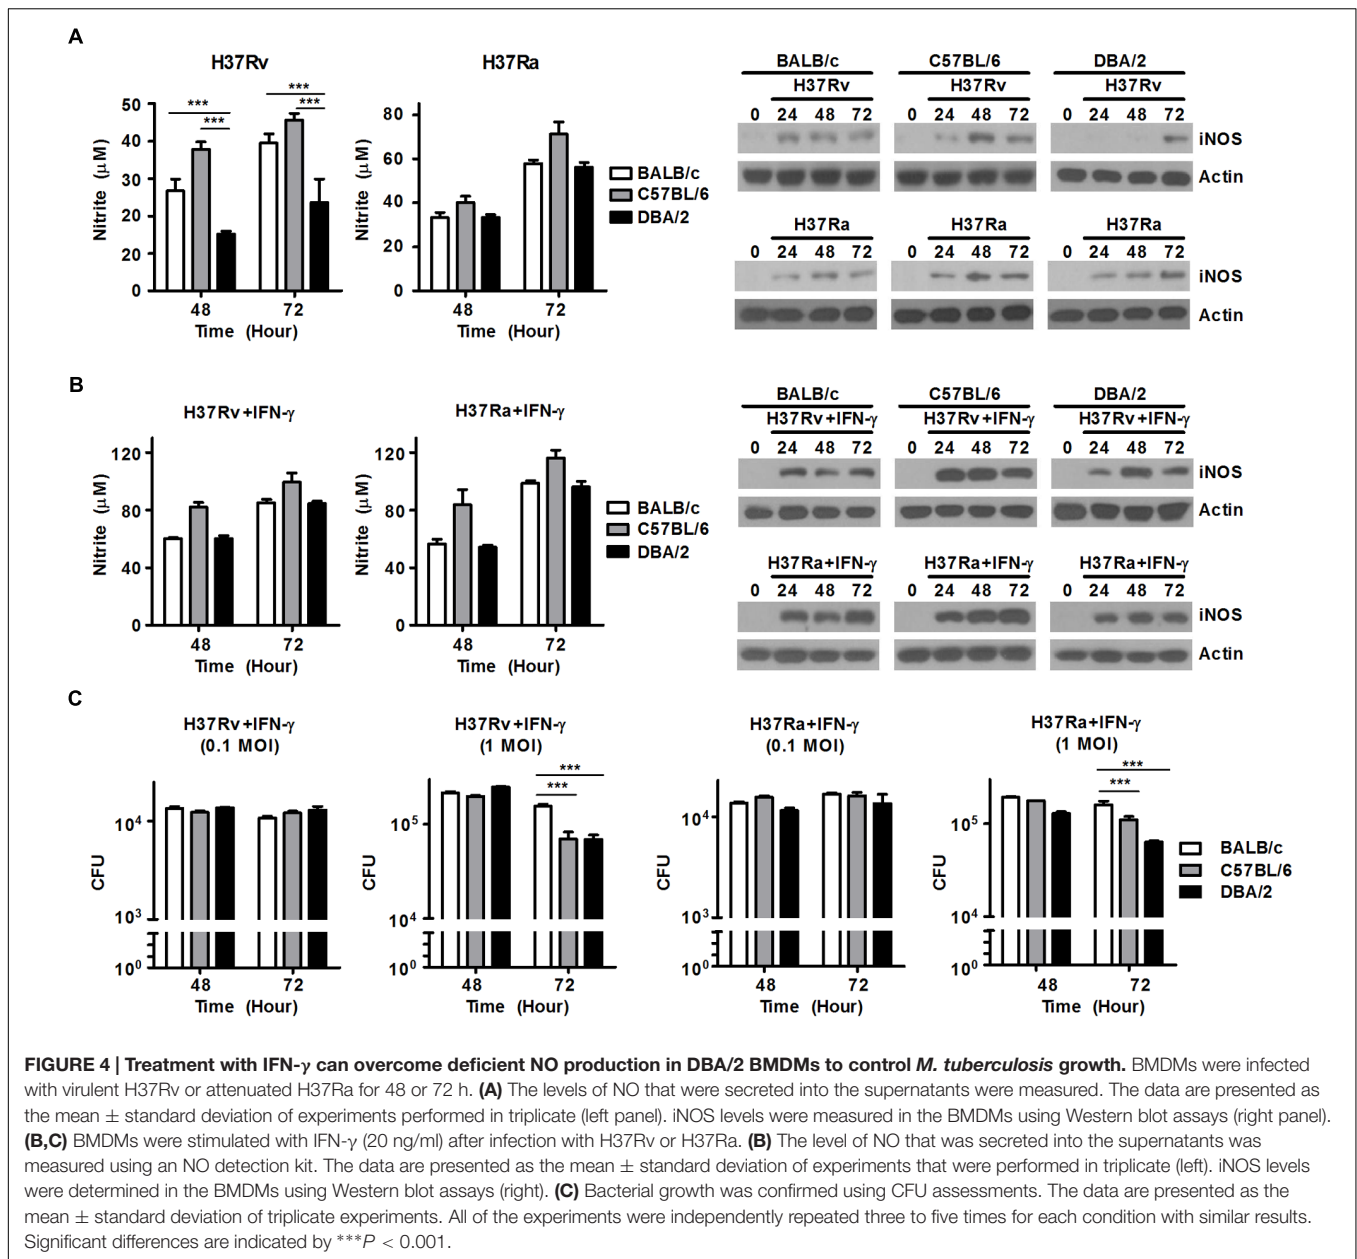 A
H37Rv
50
40
30
20
20
0
Nitrite (μM)
***
***
***
***
48
72
Time (Hour)
H37Ra
80
60
40
20
0
Nitrite (μM)
48
72
Time (Hour)
BALB/c
C57BL/6
DBA/2
BALB/c
C57BL/6
DBA/2
H37Rv
H37Rv
H37Rv
0 24 48 72
0 24 48 72
0 24 48 72
iNOS
Actin
H37Ra
H37Ra
H37Ra
0 24 48 72
0 24 48 72
0 24 48 72
iNOS
Actin
B
H37Rv+IFN-γ
120
80
40
0
Nitrite (μM)
48
72
Time (Hour)
H37Ra+IFN-γ
120
80
40
0
Nitrite (μM)
48
72
Time (Hour)
BALB/c
C57BL/6
DBA/2
BALB/c
C57BL/6
DBA/2
H37Rv+IFN-γ
H37Rv+IFN-γ
H37Rv+IFN-γ
0 24 48 72
0 24 48 72
0 24 48 72
iNOS
Actin
H37Ra+IFN-γ
H37Ra+IFN-γ
H37Ra+IFN-γ
0 24 48 72
0 24 48 72
0 24 48 72
iNOS
Actin
C
H37Rv+IFN-γ
(0.1 MOI)
10⁴
10³
10⁰
CFU
48
72
Time (Hour)
H37Rv+IFN-γ
(1 MOI)
***
***
10⁵
10⁴
10⁰
CFU
48
72
Time (Hour)
H37Ra+IFN-γ
(0.1 MOI)
10⁴
10³
10⁰
CFU
48
72
Time (Hour)
H37Ra+IFN-γ
(1 MOI)
***
***
10⁵
10⁴
10⁰
CFU
48
72
Time (Hour)
BALB/c
C57BL/6
DBA/2
FIGURE 4 | Treatment with IFN-γ can overcome deficient NO production in DBA/2 BMDMs to control M. tuberculosis growth. BMDMs were infected
with virulent H37Rv or attenuated H37Ra for 48 or 72 h. (A) The levels of NO that were secreted into the supernatants were measured. The data are presented as
the mean ± standard deviation of experiments performed in triplicate (left panel). iNOS levels were measured in the BMDMs using Western blot assays (right panel).
(B,C) BMDMs were stimulated with IFN-γ (20 ng/ml) after infection with H37Rv or H37Ra. (B) The level of NO that was secreted into the supernatants was
measured using an NO detection kit. The data are presented as the mean ± standard deviation of experiments that were performed in triplicate (left). iNOS levels
were determined in the BMDMs using Western blot assays (right). (C) Bacterial growth was confirmed using CFU assessments. The data are presented as the
mean ± standard deviation of triplicate experiments. All of the experiments were independently repeated three to five times for each condition with similar results.
Significant differences are indicated by ***P < 0.001.